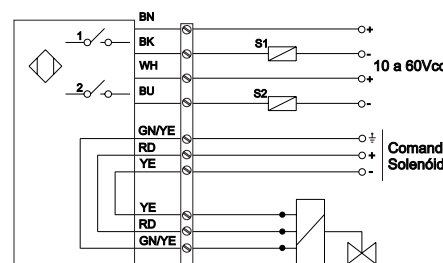 BN
+
1
BK
S1
-
WH
10 a 60Vc
+
2
BU
S2
-
GN/YE
RD
+
Comand
YE
-
Solenóid
YE
RD
GN/YE